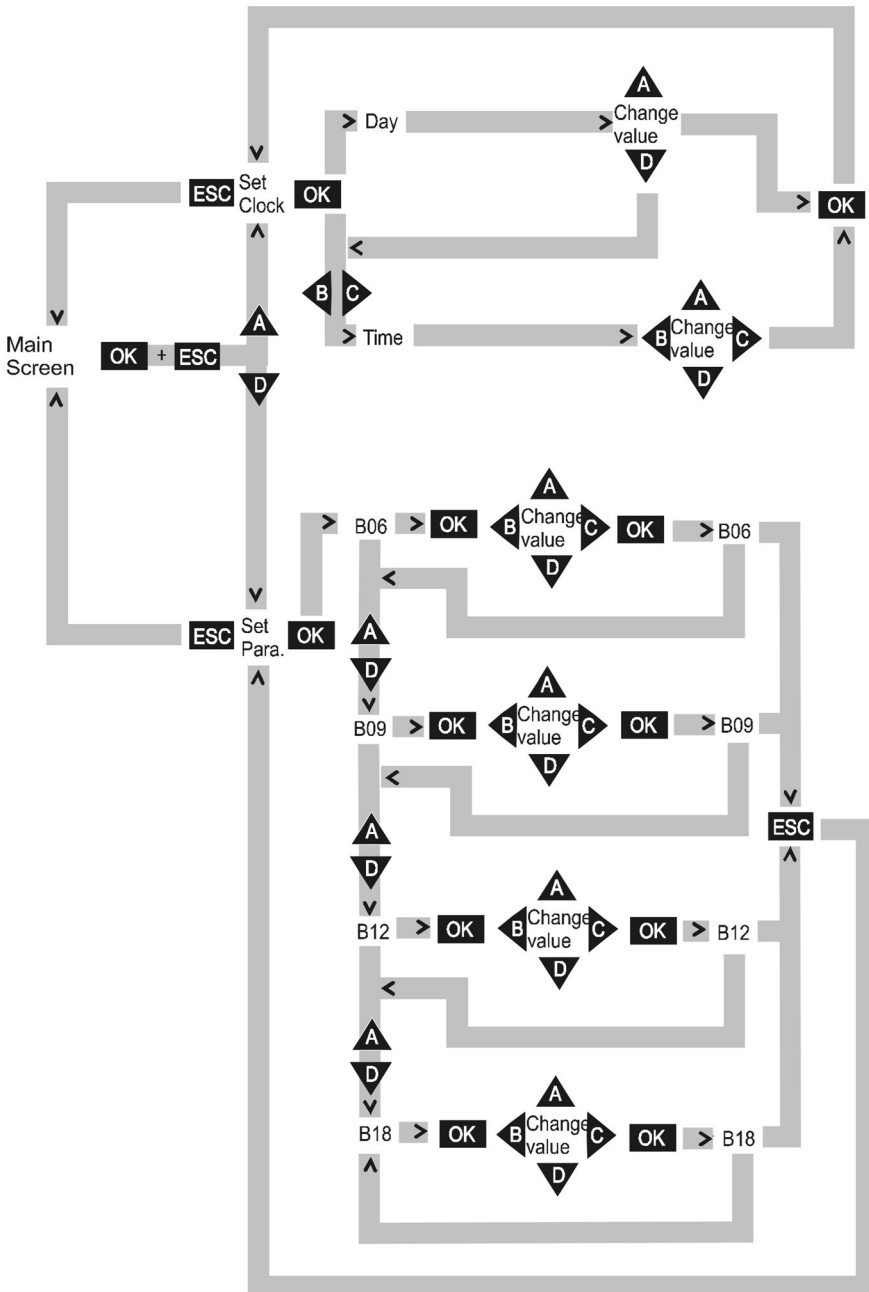 A
Day
Change
value
D
ESC
Set
Clock
OK
OK
B
C
A
Time
B
Change
value
C
D
Main
Screen
OK + ESC
A
D
A
B06
OK
B
Change
value
C
OK
B06
D
ESC
Set
Para.
OK
A
D
A
B09
OK
B
Change
value
C
OK
B09
D
A
ESC
D
A
B12
OK
B
Change
value
C
OK
B12
D
A
D
A
B18
OK
B
Change
value
C
OK
B18
D